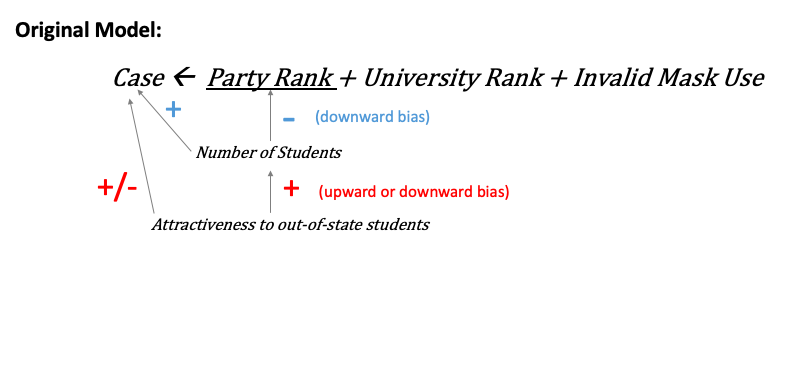 Original Model:
Case ← Party Rank + University Rank + Invalid Mask Use
+
- (downward bias)
Number of Students
+/-
+ (upward or downward bias)
Attractiveness to out-of-state students